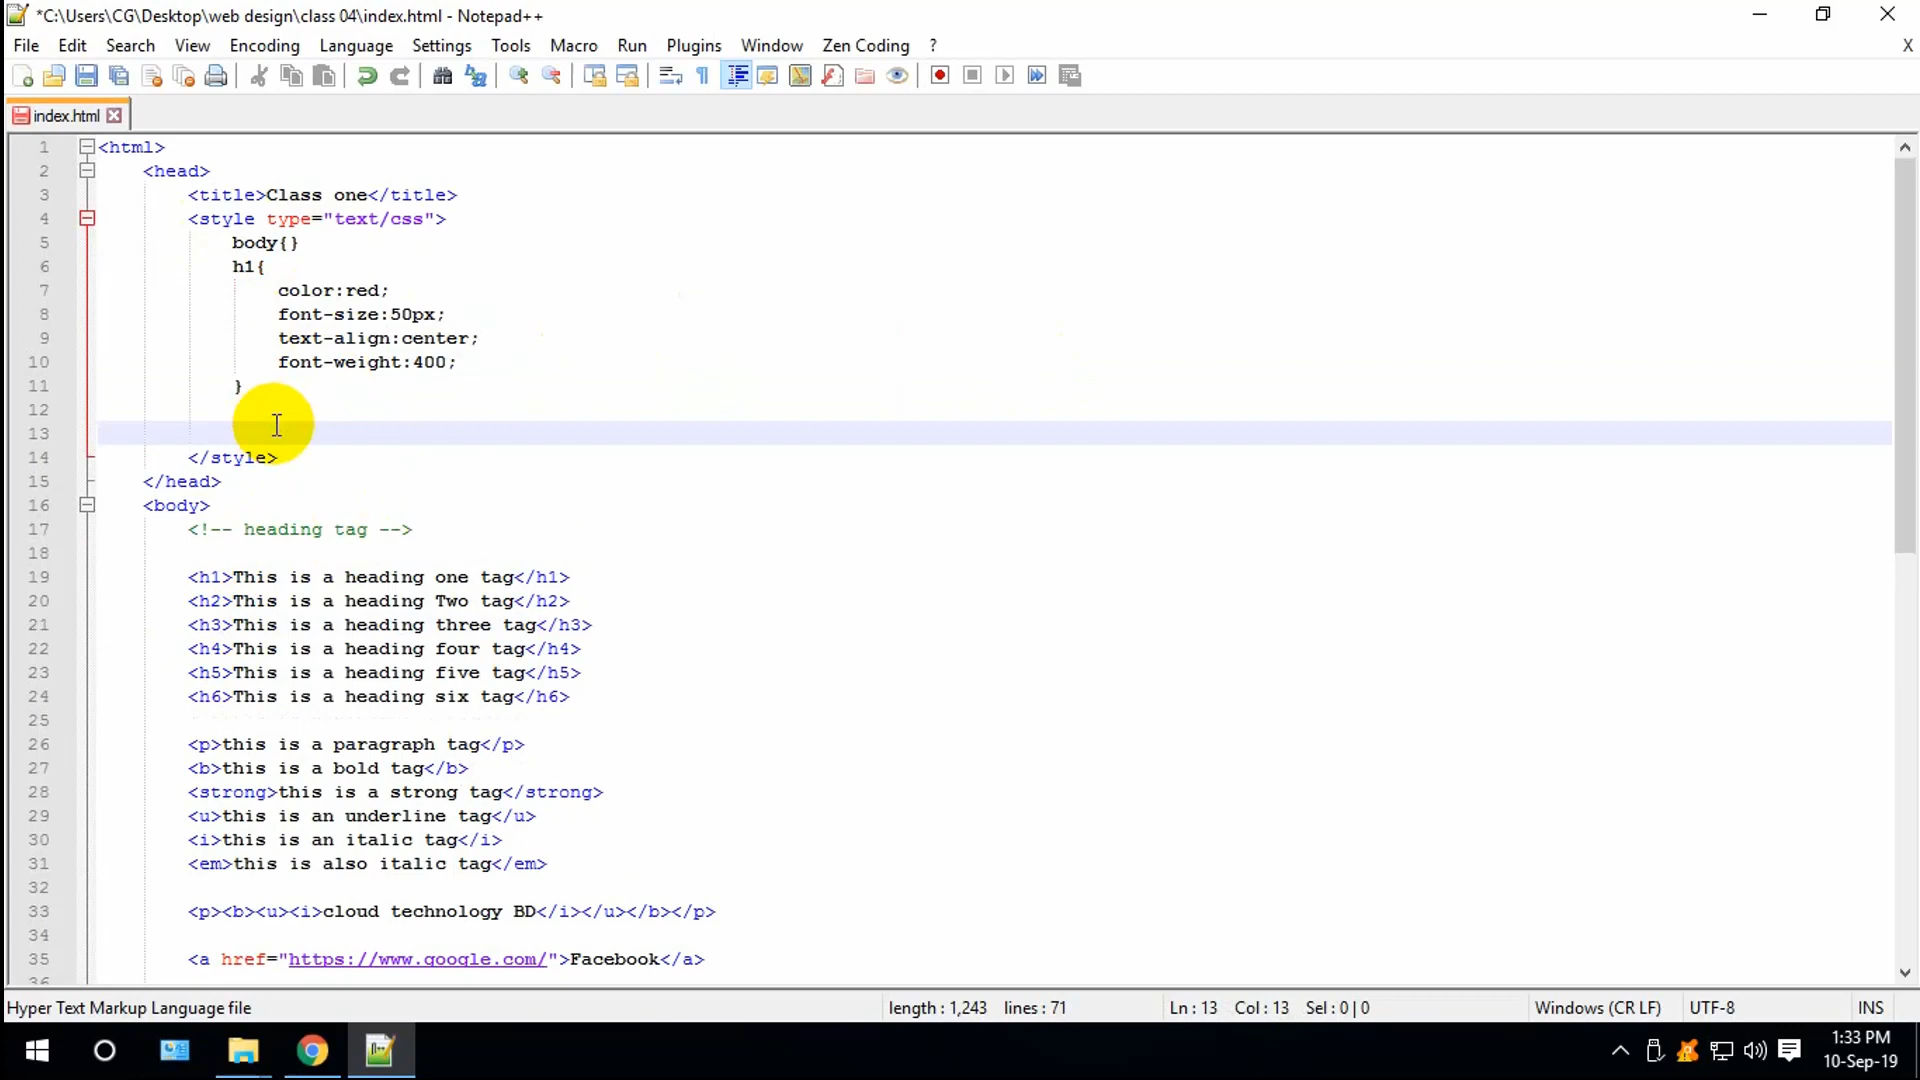 *C:\Users\CG\Desktop\web design\class 04\index.html - Notepad++
File Edit Search View Encoding Language Settings Tools Macro Run Plugins Window Zen Coding ? X
index.html
1 <html>
2 <head>
3 <title>Class one</title>
4 <style type="text/css">
5 body{}
6 h1{
7 color:red;
8 font-size:50px;
9 text-align:center;
10 font-weight:400;
11 }
12
13
14 </style>
15 </head>
16 <body>
17 <!-- heading tag -->
18
19 <h1>This is a heading one tag</h1>
20 <h2>This is a heading Two tag</h2>
21 <h3>This is a heading three tag</h3>
22 <h4>This is a heading four tag</h4>
23 <h5>This is a heading five tag</h5>
24 <h6>This is a heading six tag</h6>
25
26 <p>this is a paragraph tag</p>
27 <b>this is a bold tag</b>
28 <strong>this is a strong tag</strong>
29 <u>this is an underline tag</u>
30 <i>this is an italic tag</i>
31 <em>this is also italic tag</em>
32
33 <p><b><u><i>cloud technology BD</i></u></b></p>
34
35 <a href="https://www.google.com/">Facebook</a>
36
Hyper Text Markup Language file length : 1,243 lines : 71 Ln : 13 Col : 13 Sel : 0 | 0 Windows (CR LF) UTF-8 INS
1:33 PM
10-Sep-19